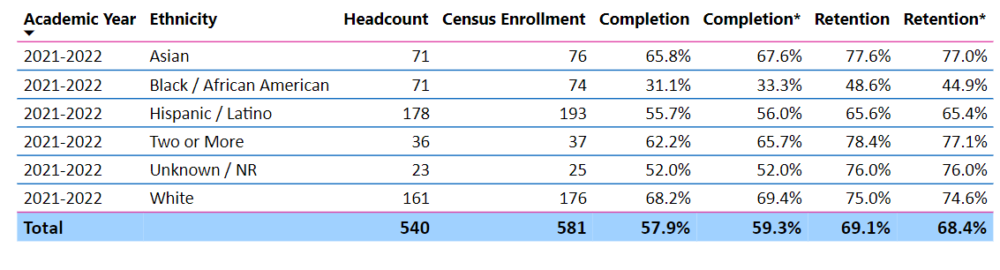 Academic Year Ethnicity Headcount Census Enrollment Completion Completion* Retention Retention*
2021-2022 Asian 71 76 65.8% 67.6% 77.6% 77.0%
2021-2022 Black / African American 71 74 31.1% 33.3% 48.6% 44.9%
2021-2022 Hispanic / Latino 178 193 55.7% 56.0% 65.6% 65.4%
2021-2022 Two or More 36 37 62.2% 65.7% 78.4% 77.1%
2021-2022 Unknown / NR 23 25 52.0% 52.0% 76.0% 76.0%
2021-2022 White 161 176 68.2% 69.4% 75.0% 74.6%
Total 540 581 57.9% 59.3% 69.1% 68.4%